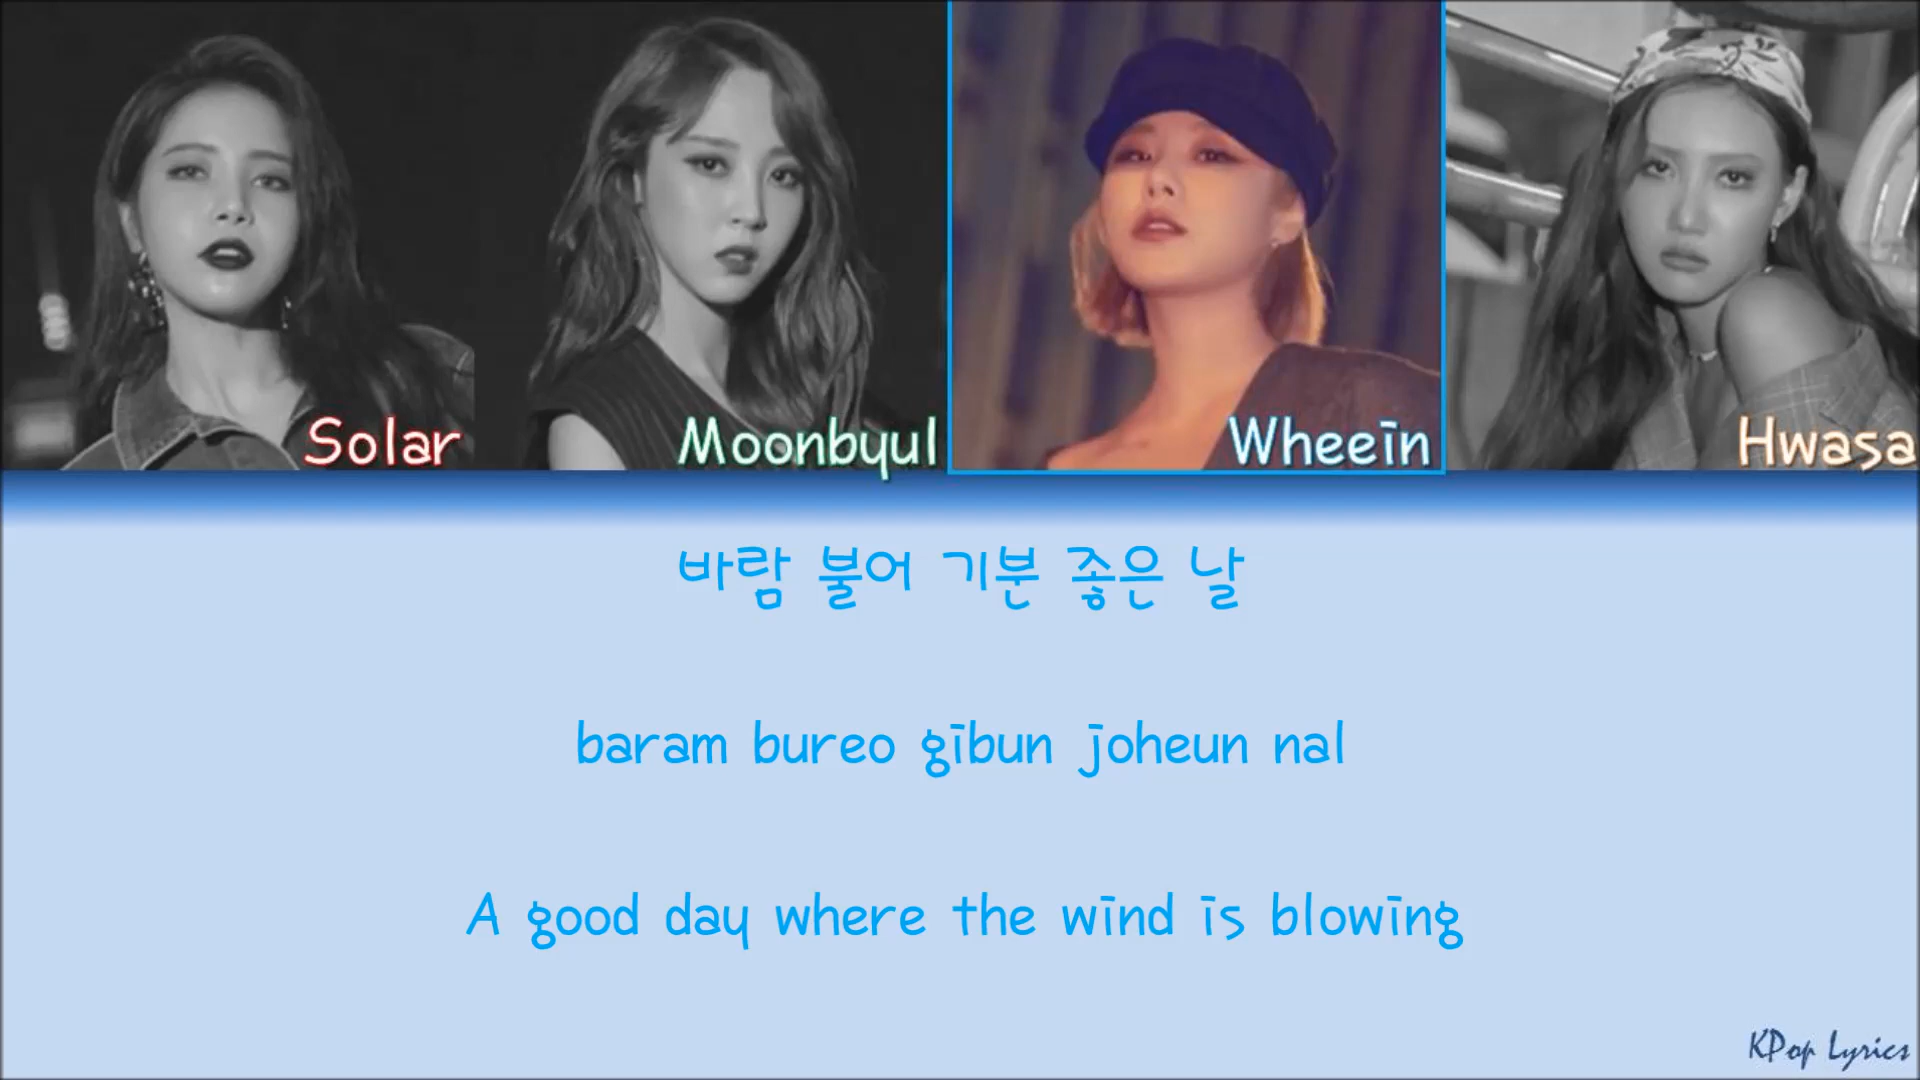 Solar
Moonbyul
Wheein
Hwasa
바람 불어 기분 좋은 날
baram bureo gibun joheun nal
A good day where the wind is blowing
KPop Lyrics